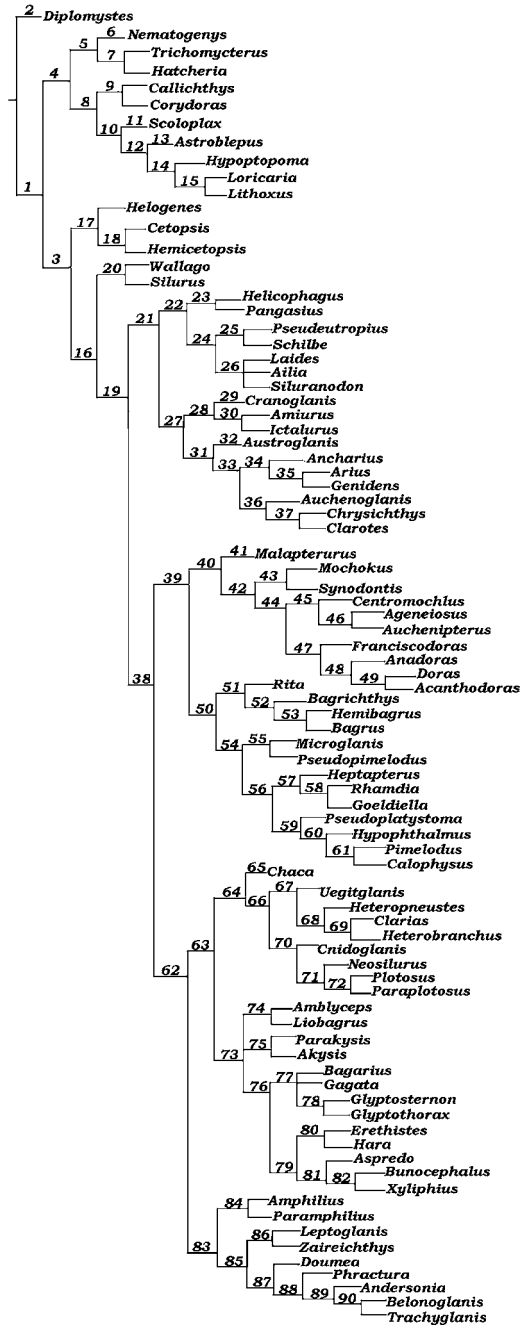 2 Diplomystes
6 Nematogenys
5
7 Trichomycterus
4
Hatcheria
9 Callichthys
8
Corydoras
11 Scoloplax
10
13 Astroblepus
12
Hypoptopoma
14
15 Loricaria
1
Lithoxus
Helogenes
17
18 Cetopsis
Hemicetopsis
3
20 Wallago
Silurus
16
23 Helicophagus
22
Pangasius
21
25 Pseudeutropius
24
Schilbe
26 Laides
Ailia
Siluranodon
19
29 Cranoglanis
28
30 Amiurus
27
Ictalurus
32 Austroglanis
31
34 Ancharius
33
35 Arius
Genidens
36 Auchenoglanis
37 Chrysichthys
Clarotes
41 Malapterurus
40
43 Mochokus
39
42
Synodontis
45 Centromochlus
44
46 Ageneiosus
Auchenipterus
47 Franciscodoras
48 Anadoras
49 Doras
38
Acanthodoras
51 Rita
52 Bagrichthys
50
53 Hemibagrus
Bagrus
55 Microglanis
54
Pseudopimelodus
57 Heptapterus
56
58 Rhamdia
Goeldiella
59 Pseudoplatystoma
60 Hypophthalmus
61 Pimelodus
Calophysus
65 Chaca
64
67 Uegitglanis
66
68 Heteropneustes
69 Clarias
Heterobranchus
63
70 Cnidoglanis
71 Neosilurus
62
72 Plotosus
Paraplotosus
74 Amblyceps
Liobagrus
75 Parakysis
73
Akysis
77 Bagarius
76
Gagata
78 Glyptosternon
Glyptothorax
80 Erethistes
Hara
79
81 Aspredo
82 Bunocephalus
Xyliphius
84 Amphilius
Paramphilius
86 Leptoglanis
83
Zaireichthys
85
Doumea
87
88 Phractura
89 Andersonia
90 Belonoglanis
Trachyglanis